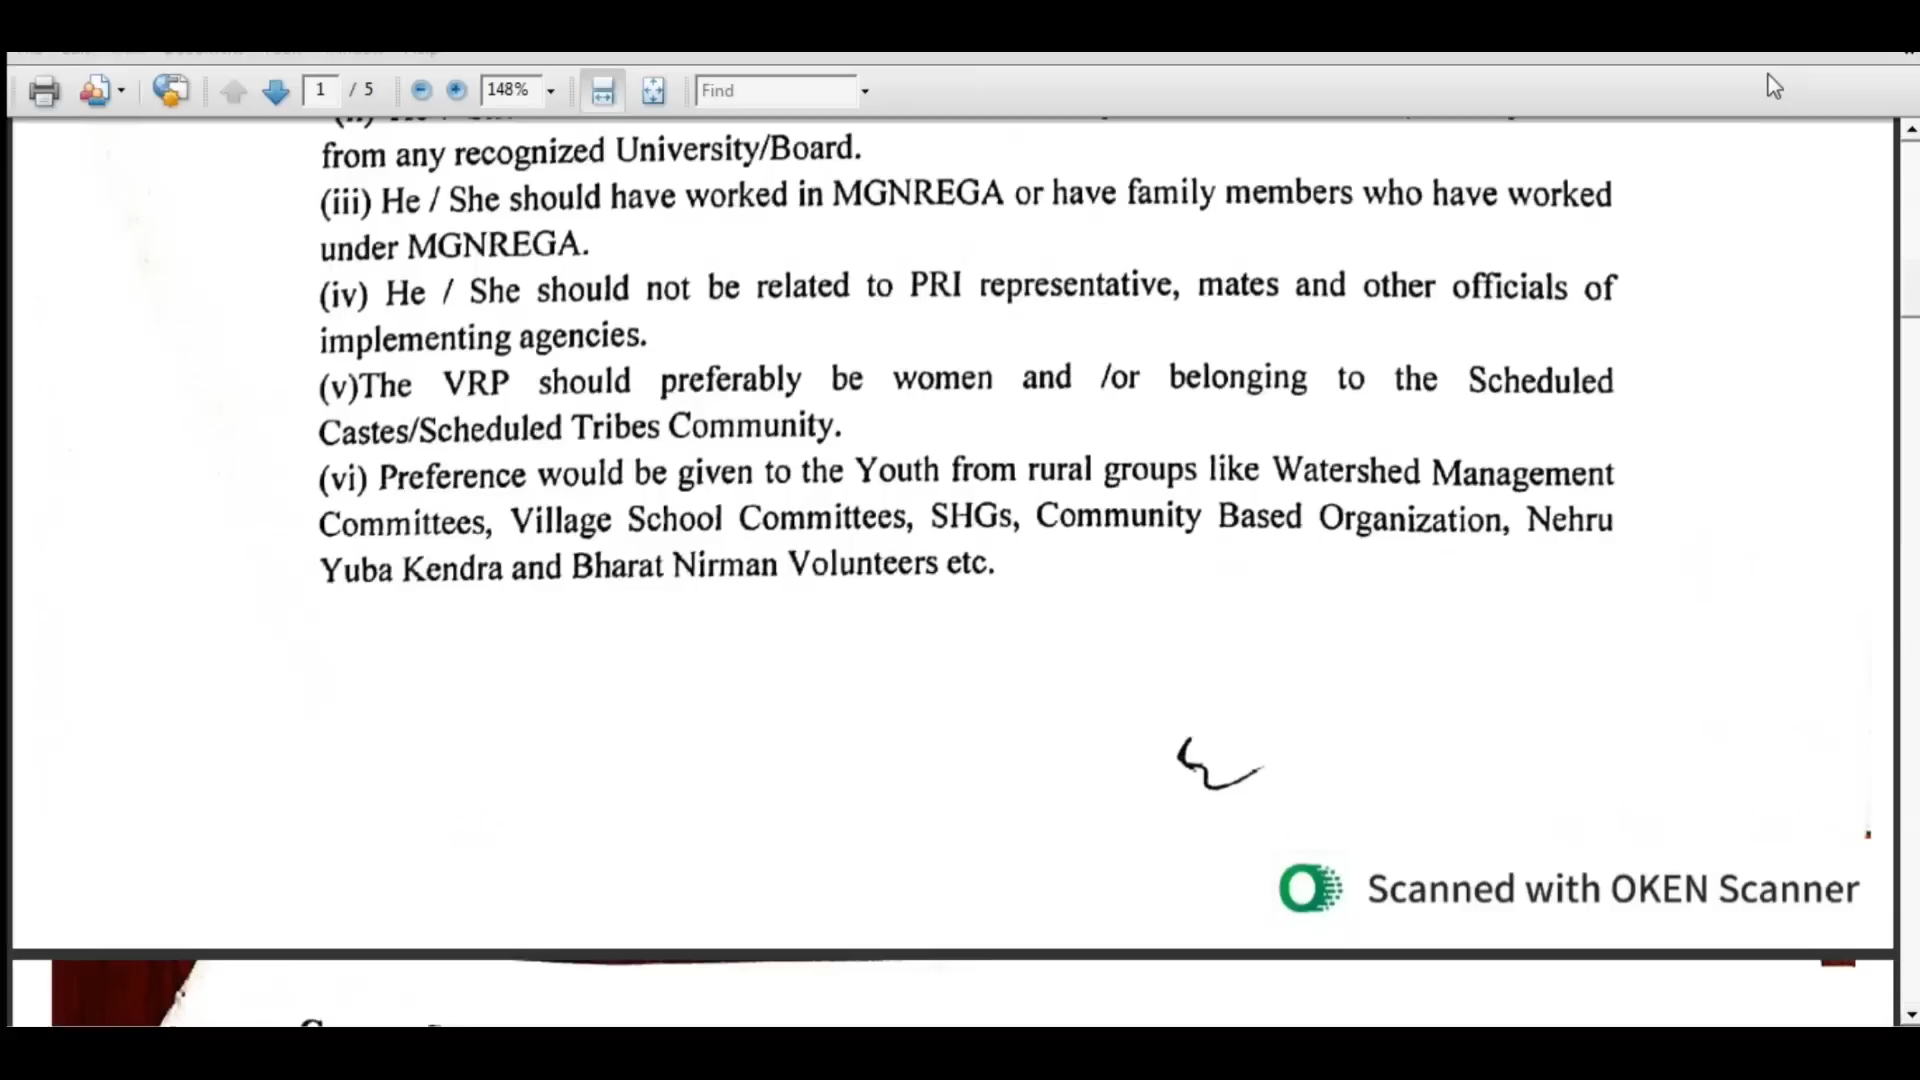 1 / 5 148% Find
from any recognized University/Board.
(iii) He / She should have worked in MGNREGA or have family members who have worked
under MGNREGA.
(iv) He / She should not be related to PRI representative, mates and other officials of
implementing agencies.
(v)The VRP should preferably be women and /or belonging to the Scheduled
Castes/Scheduled Tribes Community.
(vi) Preference would be given to the Youth from rural groups like Watershed Management
Committees, Village School Committees, SHGs, Community Based Organization, Nehru
Yuba Kendra and Bharat Nirman Volunteers etc.
Scanned with OKEN Scanner